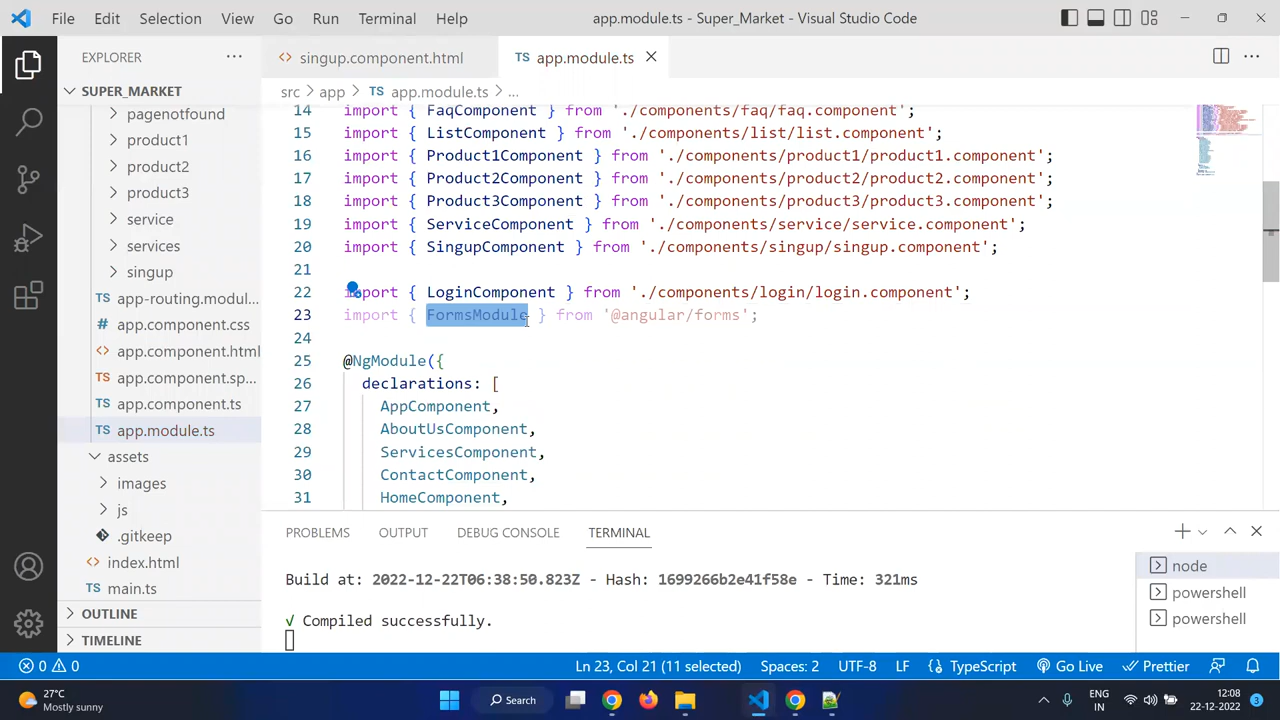 File Edit Selection View Go Run Terminal Help app.module.ts - Super_Market - Visual Studio Code
EXPLORER
SUPER_MARKET
pagenotfound
product1
product2
product3
service
services
singup
TS app-routing.modul...
# app.component.css
<> app.component.html
TS app.component.sp...
TS app.component.ts
TS app.module.ts
assets
images
js
.gitkeep
<> index.html
TS main.ts
OUTLINE
TIMELINE
<> singup.component.html TS app.module.ts
src > app > TS app.module.ts > ...
14 import { FaqComponent } from './components/faq/faq.component';
15 import { ListComponent } from './components/list/list.component';
16 import { Product1Component } from './components/product1/product1.component';
17 import { Product2Component } from './components/product2/product2.component';
18 import { Product3Component } from './components/product3/product3.component';
19 import { ServiceComponent } from './components/service/service.component';
20 import { SingupComponent } from './components/singup/singup.component';
21
22 import { LoginComponent } from './components/login/login.component';
23 import { FormsModule } from '@angular/forms';
24
25 @NgModule({
26 declarations: [
27 AppComponent,
28 AboutUsComponent,
29 ServicesComponent,
30 ContactComponent,
31 HomeComponent,
PROBLEMS OUTPUT DEBUG CONSOLE TERMINAL
Build at: 2022-12-22T06:38:50.823Z - Hash: 1699266b2e41f58e - Time: 321ms
√ Compiled successfully.
node
powershell
powershell
0 0 Ln 23, Col 21 (11 selected) Spaces: 2 UTF-8 LF TypeScript Go Live Prettier
27°C
Mostly sunny
Search
ENG
IN
12:08
22-12-2022
3